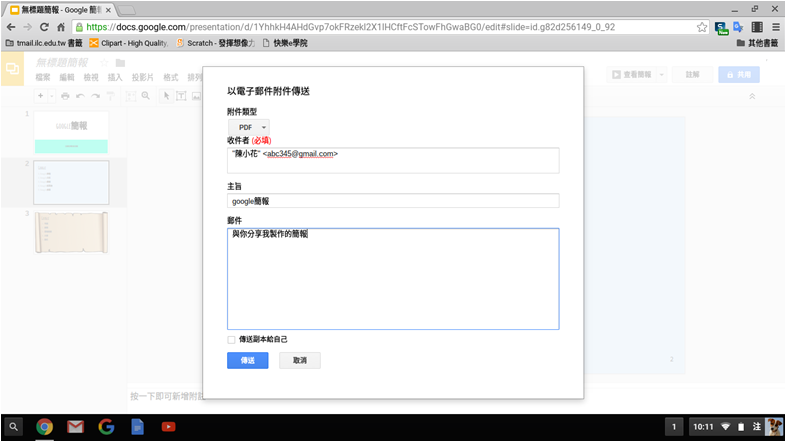 無標題簡報 - Google 簡報
https://docs.google.com/presentation/d/1YhhkH4AHdGvp7okFRzekI2X1lHCftFcSTowFhGwaBG0/edit#slide=id.g82d256149_0_92
tmail.ilc.edu.tw 書籤
Clipart - High Quality,
Scratch - 發揮想像力
快樂e學院
其他書籤
無標題簡報
檔案 編輯 檢視 插入 投影片 格式 排列
查看簡報
註解
共用
1
簡報
2
3
以電子郵件附件傳送
附件類型
PDF
收件者 (必填)
"陳小花" <abc345@gmail.com>
主旨
google簡報
郵件
與你分享我製作的簡報
傳送副本給自己
傳送
取消
2
按一下即可新增附註
1
10:11
注